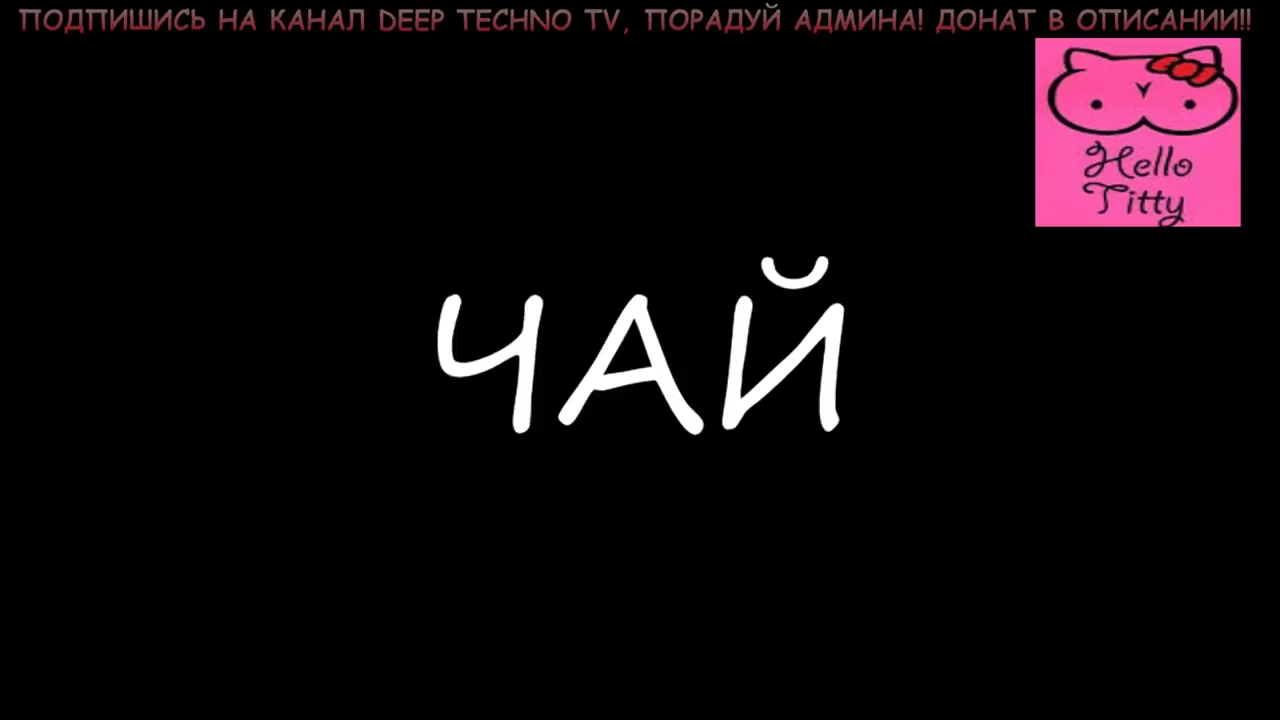 ПОДПИШИСЬ НА КАНАЛ DEEP TECHNO TV, ПОРАДУЙ АДМИНА! ДОНАТ В ОПИСАНИИ!!
Hello
Titty
ЧАЙ